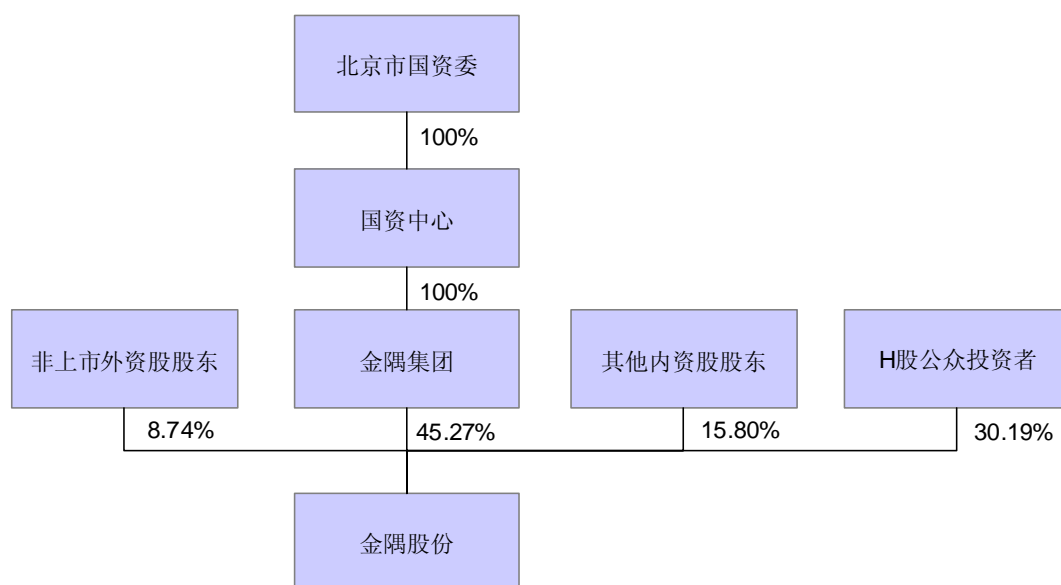 北京市国资委
100%
国资中心
100%
非上市外资股股东
金隅集团
其他内资股股东
H股公众投资者
8.74%
45.27%
15.80%
30.19%
金隅股份